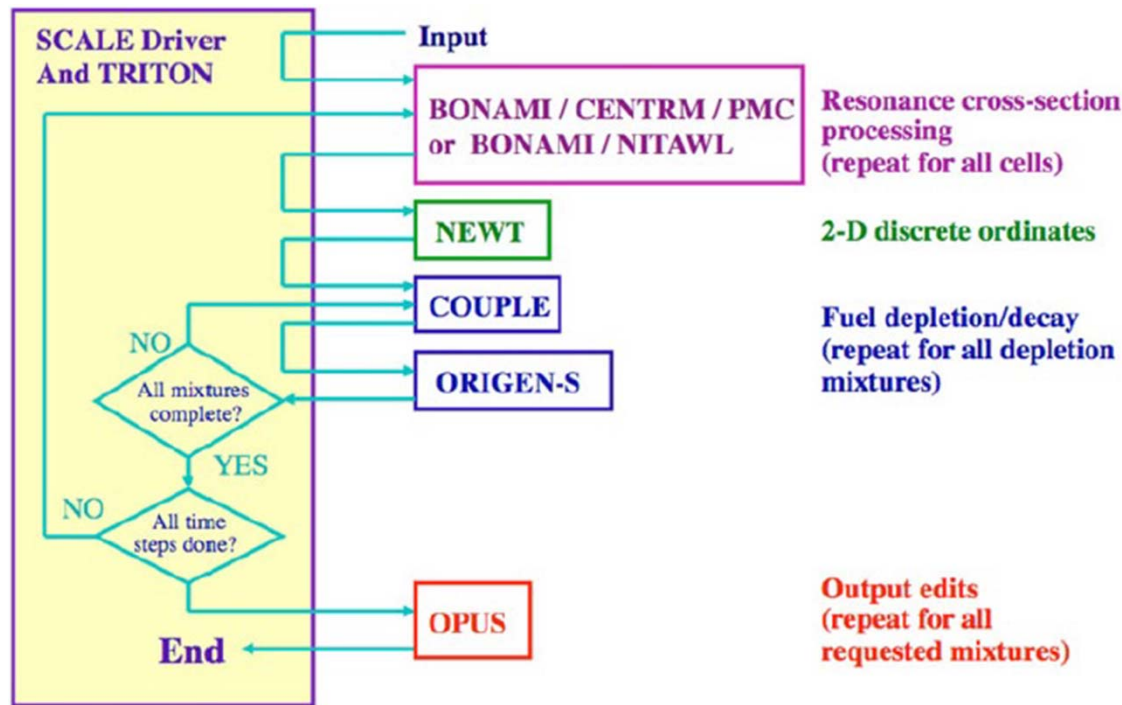 SCALE Driver
And TRITON
Input
BONAMI / CENTRM / PMC
or BONAMI / NITAWL
Resonance cross-section
processing
(repeat for all cells)
NEWT
2-D discrete ordinates
COUPLE
Fuel depletion/decay
(repeat for all depletion
mixtures)
NO
ORIGEN-S
All mixtures
complete?
YES
NO
All time
steps done?
OPUS
Output edits
(repeat for all
requested mixtures)
End